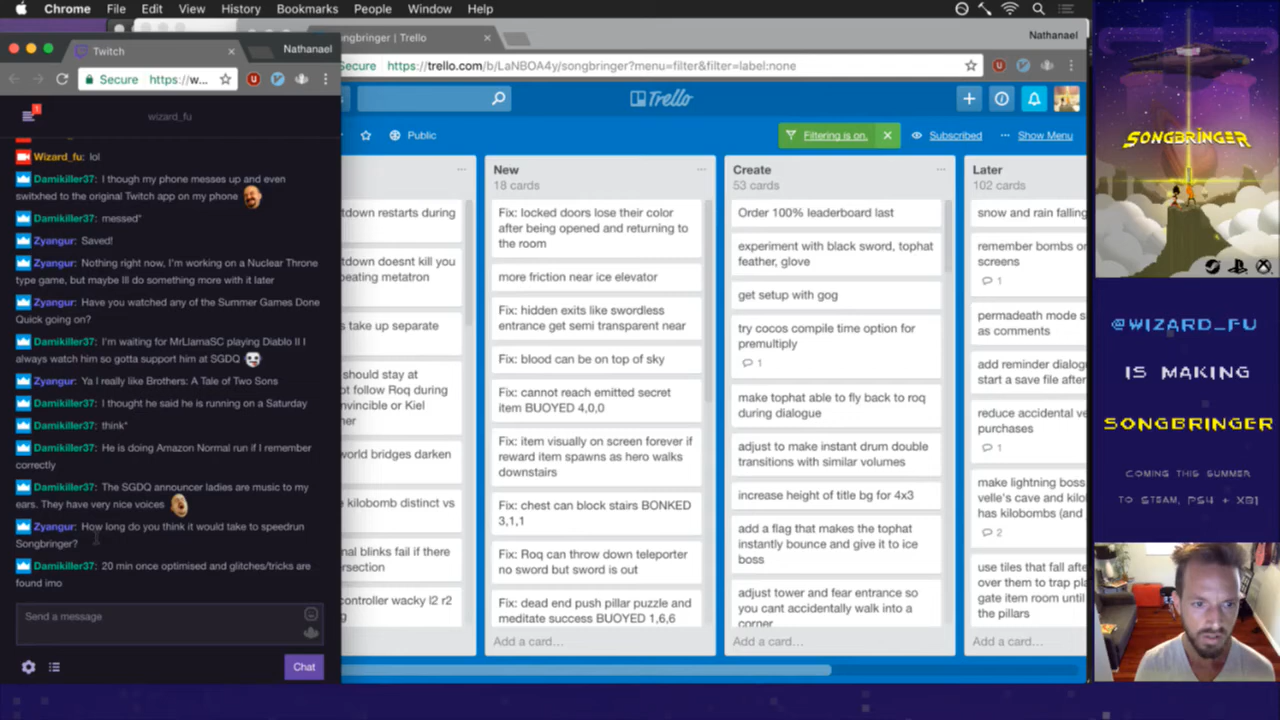 Chrome File Edit View History Bookmarks People Window Help
Twitch
Nathanael
ngbringer | Trello
Nathanael
Secure https://w...
Secure https://trello.com/b/LaNBOA4y/songbringer?menu=filter&filter=label:none
1
wizard_fu
Trello
Public
Filtering is on.
Subscribed
Show Menu
Wizard_fu: lol
Damikiller37: I though my phone messes up and even
switxhed to the original Twitch app on my phone
Damikiller37: messed*
Zyangur: Saved!
Zyangur: Nothing right now, I'm working on a Nuclear Throne
type game, but maybe Ill do something more with it later
Zyangur: Have you watched any of the Summer Games Done
Quick going on?
Damikiller37: I'm waiting for MrLlamaSC playing Diablo II I
always watch him so gotta support him at SGDQ
Zyangur: Ya I really like Brothers: A Tale of Two Sons
Damikiller37: I thought he said he is running on a Saturday
Damikiller37: think*
Damikiller37: He is doing Amazon Normal run if I remember
correctly
Damikiller37: The SGDQ announcer ladies are music to my
ears. They have very nice voices
Zyangur: How long do you think it would take to speedrun
Songbringer?
Damikiller37: 20 min once optimised and glitches/tricks are
found imo
Send a message
Chat
tdown restarts during
tdown doesnt kill you
beating metatron
s take up separate
should stay at
t follow Roq during
nvincible or Kiel
her
world bridges darken
kilobomb distinct vs
nal blinks fail if there
ersection
controller wacky l2 r2
g
New
18 cards
Fix: locked doors lose their color
after being opened and returning to
the room
more friction near ice elevator
Fix: hidden exits like swordless
entrance get semi transparent near
Fix: blood can be on top of sky
Fix: cannot reach emitted secret
item BUOYED 4,0,0
Fix: item visually on screen forever if
reward item spawns as hero walks
downstairs
Fix: chest can block stairs BONKED
3,1,1
Fix: Roq can throw down teleporter
no sword but sword is out
Fix: dead end push pillar puzzle and
meditate success BUOYED 1,6,6
Add a card...
Create
53 cards
Order 100% leaderboard last
experiment with black sword, tophat
feather, glove
get setup with gog
try cocos compile time option for
premultiply
1
make tophat able to fly back to roq
during dialogue
adjust to make instant drum double
transitions with similar volumes
increase height of title bg for 4x3
add a flag that makes the tophat
instantly bounce and give it to ice
boss
adjust tower and fear entrance so
you cant accidentally walk into a
corner
Add a card...
Later
102 cards
snow and rain falling
remember bombs or
screens
1
permadeath mode s
as comments
add reminder dialog
start a save file after
reduce accidental ve
purchases
1
make lightning boss
velle's cave and kilo
has kilobombs (and
2
use tiles that fall afte
over them to trap pla
gate item room until
the pillars
Add a card...
SONGBRINGER
@WIZARD_FU
IS MAKING
SONGBRINGER
COMING THIS SUMMER
TO STEAM, PS4 + XB1